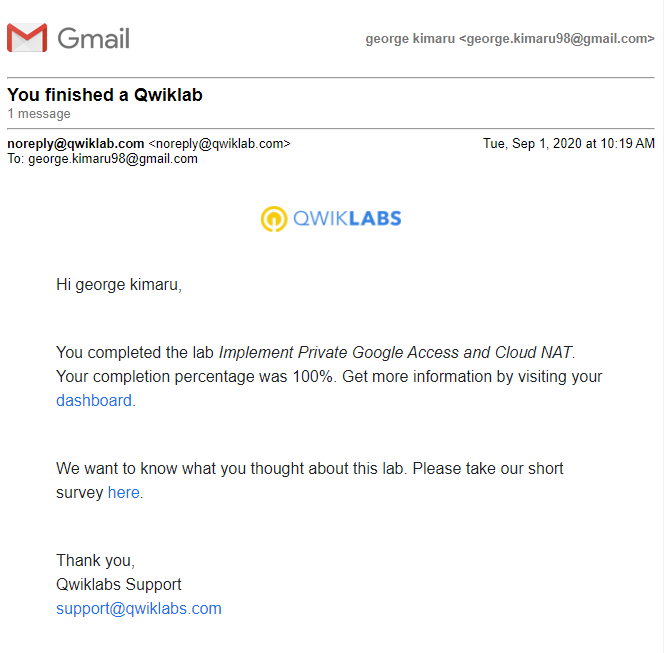 Gmail
george kimaru <george.kimaru98@gmail.com>
You finished a Qwiklab
1 message
noreply@qwiklab.com <noreply@qwiklab.com>
Tue, Sep 1, 2020 at 10:19 AM
To: george.kimaru98@gmail.com
QWIKLABS
Hi george kimaru,
You completed the lab Implement Private Google Access and Cloud NAT.
Your completion percentage was 100%. Get more information by visiting your
dashboard.
We want to know what you thought about this lab. Please take our short
survey here.
Thank you,
Qwiklabs Support
support@qwiklabs.com